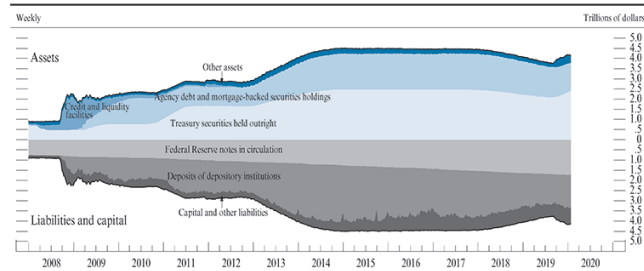 Weekly Trillions of dollars
Assets
Other assets
Agency debt and mortgage-backed securities holdings
Credit and liquidity
facilities
Treasury securities held outright
Federal Reserve notes in circulation
Deposits of depository institutions
Capital and other liabilities
Liabilities and capital
5.0
4.5
4.0
3.5
3.0
2.5
2.0
1.5
1.0
.5
0
.5
1.0
1.5
2.0
2.5
3.0
3.5
4.0
4.5
5.0
2008 2009 2010 2011 2012 2013 2014 2015 2016 2017 2018 2019 2020